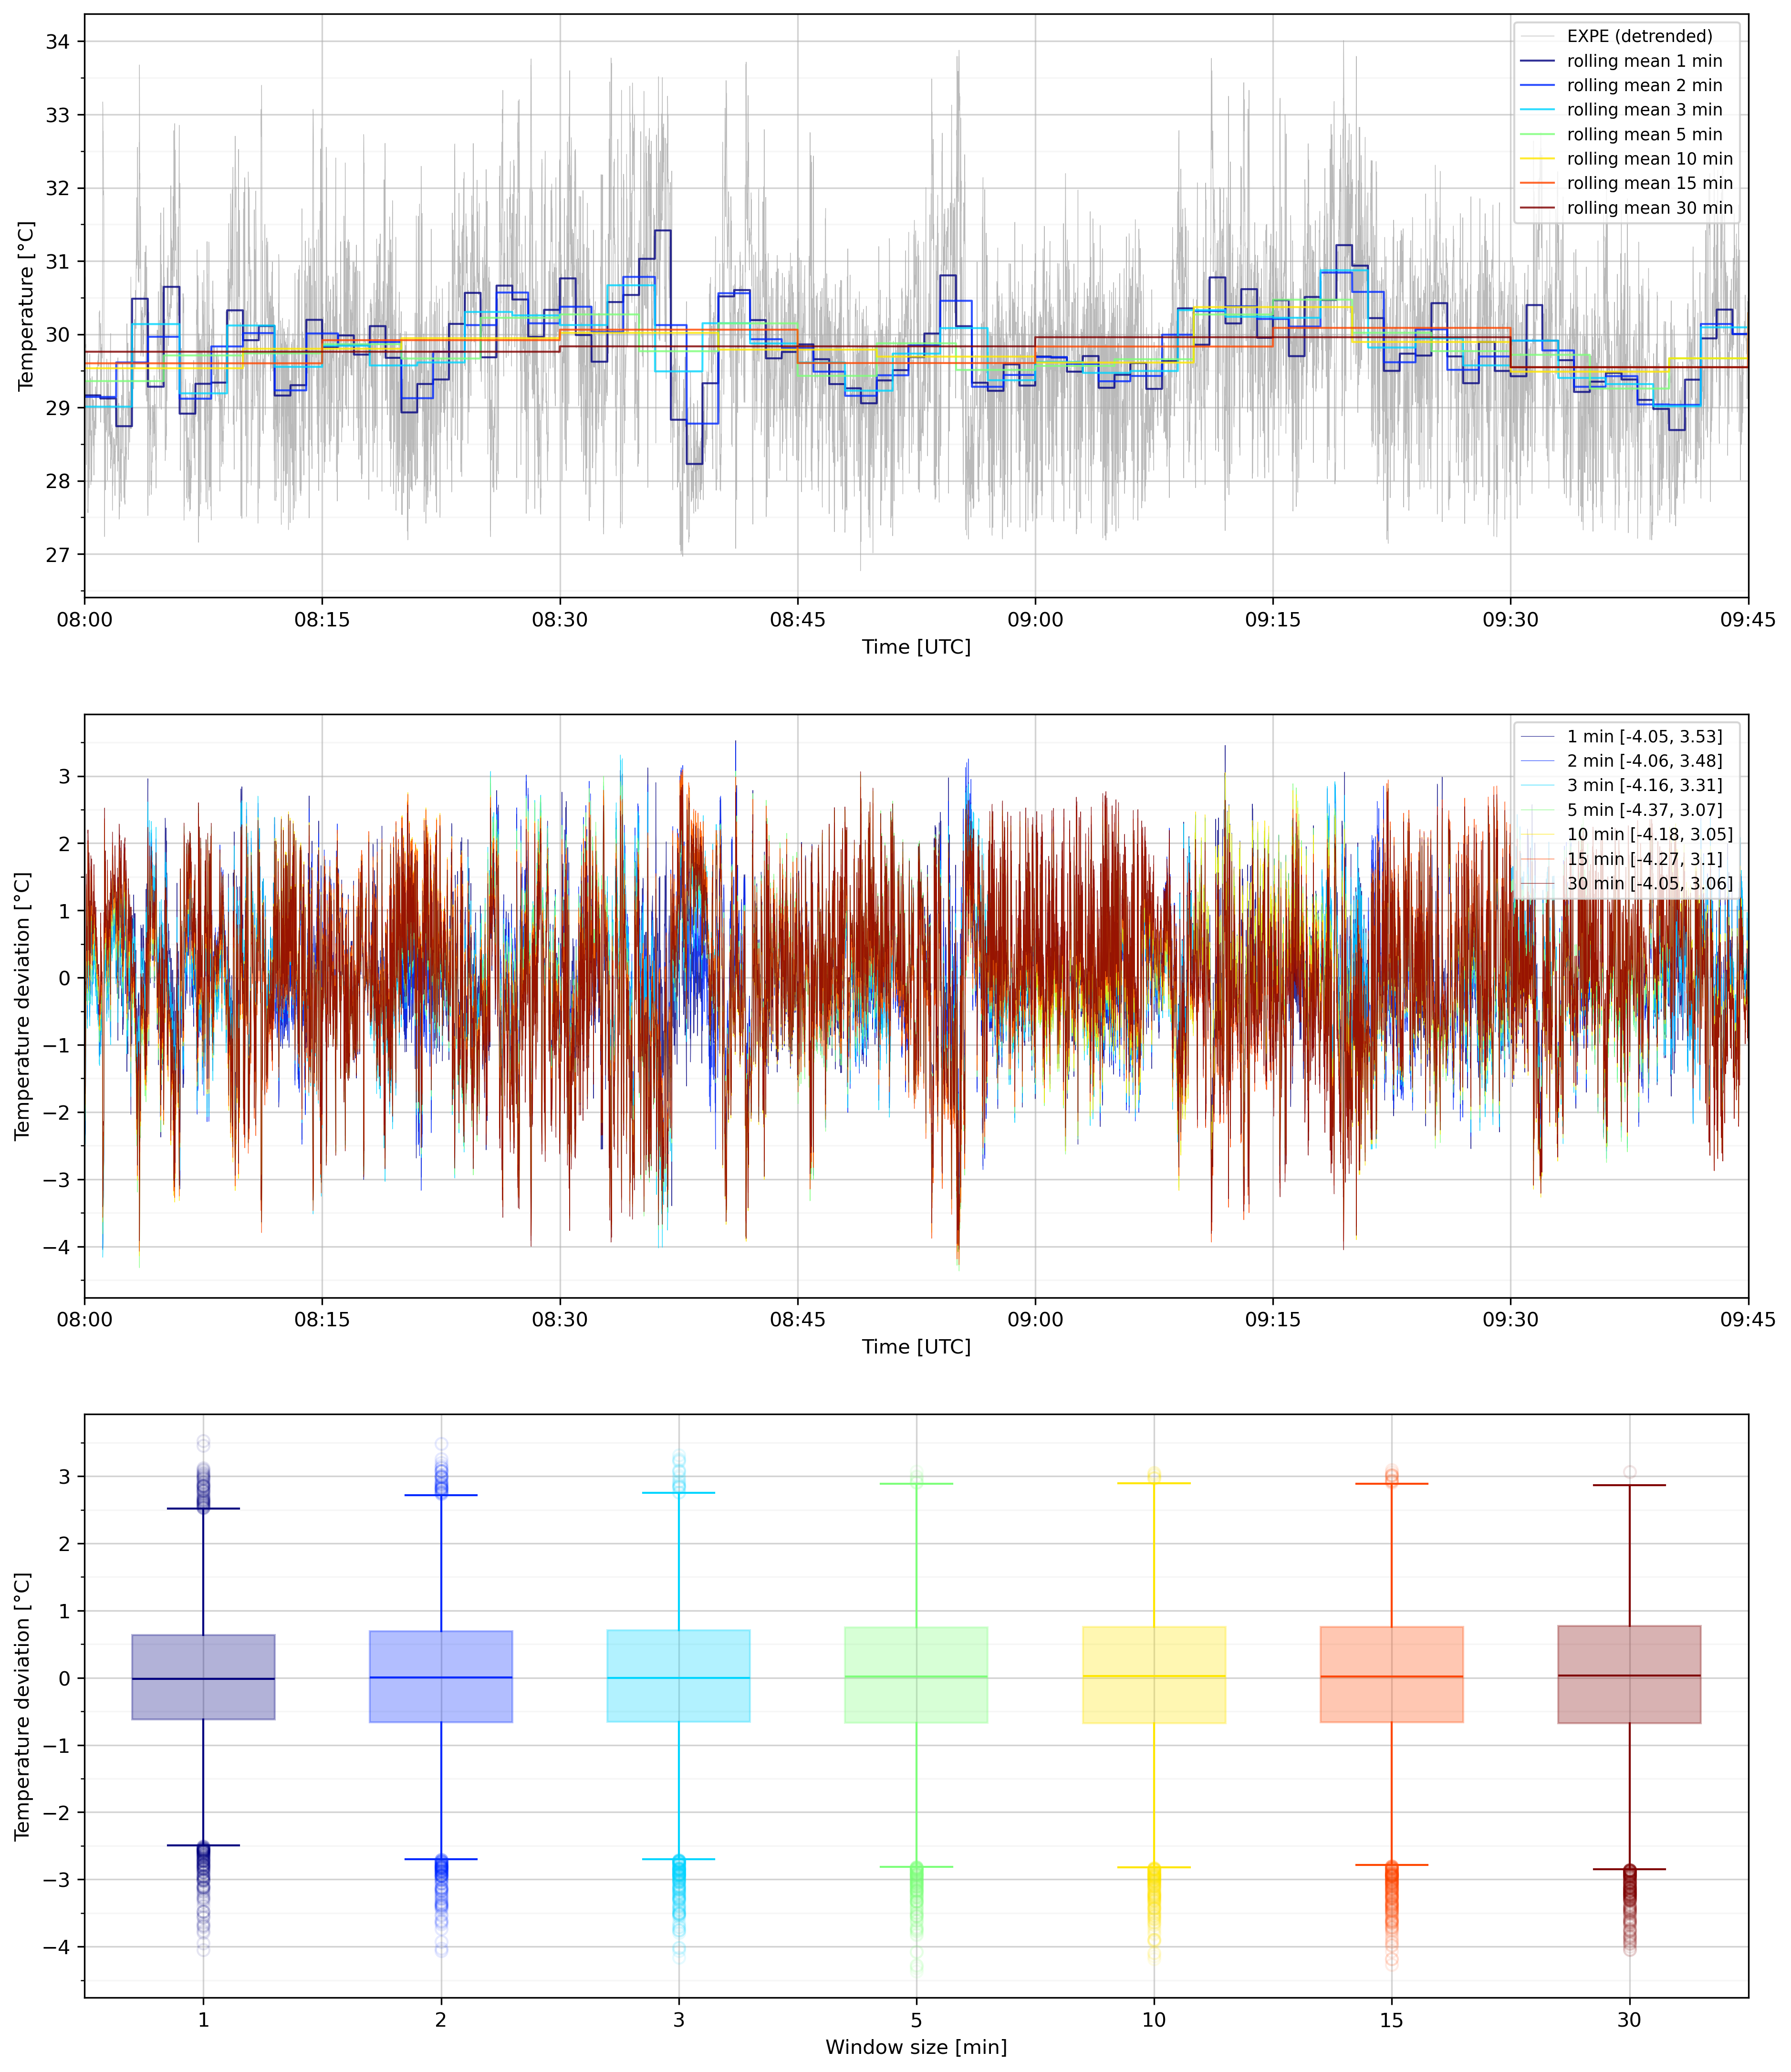 34
33
32
31
30
29
28
27
Temperature [°C]
EXPE (detrended)
rolling mean 1 min
rolling mean 2 min
rolling mean 3 min
rolling mean 5 min
rolling mean 10 min
rolling mean 15 min
rolling mean 30 min
08:00 08:15 08:30 08:45 09:00 09:15 09:30 09:45
Time [UTC]
3
2
1
0
−1
−2
−3
−4
Temperature deviation [°C]
1 min [-4.05, 3.53]
2 min [-4.06, 3.48]
3 min [-4.16, 3.31]
5 min [-4.37, 3.07]
10 min [-4.18, 3.05]
15 min [-4.27, 3.1]
30 min [-4.05, 3.06]
08:00 08:15 08:30 08:45 09:00 09:15 09:30 09:45
Time [UTC]
3
2
1
0
−1
−2
−3
−4
Temperature deviation [°C]
1 2 3 5 10 15 30
Window size [min]